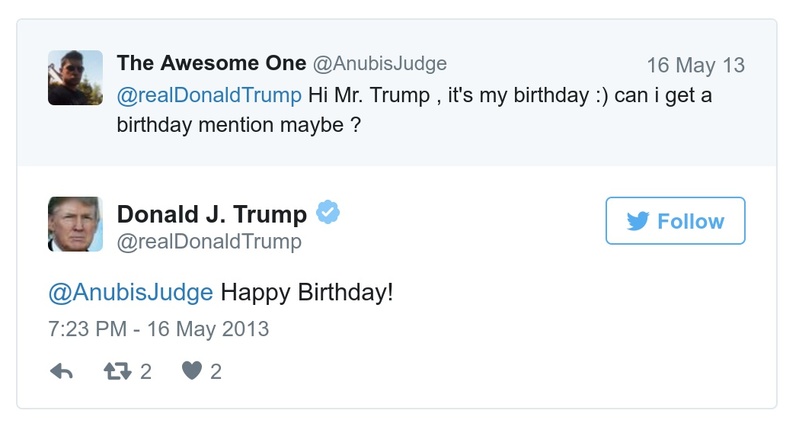 The Awesome One @AnubisJudge 16 May 13
@realDonaldTrump Hi Mr. Trump , it's my birthday :) can i get a
birthday mention maybe ?
Donald J. Trump
@realDonaldTrump
Follow
@AnubisJudge Happy Birthday!
7:23 PM - 16 May 2013
2 2